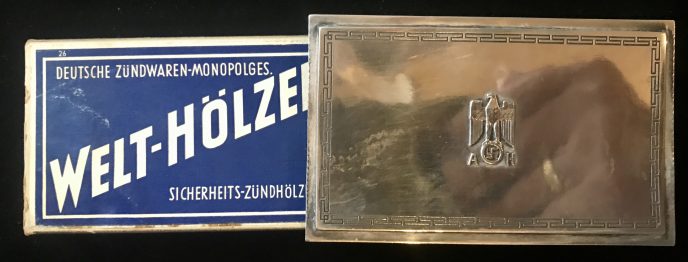 26
DEUTSCHE ZÜNDWAREN-MONOPOLGES.
WELT-HÖLZE
SICHERHEITS-ZÜNDHÖLZ
A H